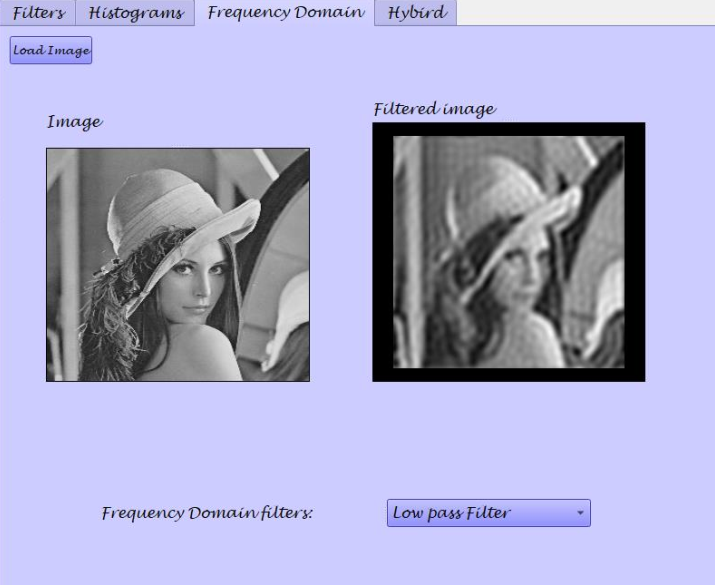 Filters Histograms Frequency Domain Hybird
Load Image
Image
Filtered image
Frequency Domain filters:
Low pass Filter